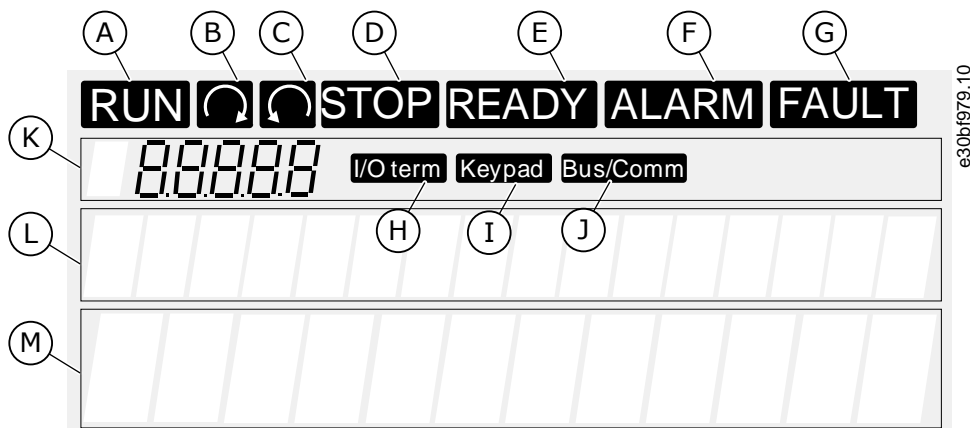 A B C D E F G
RUN STOP READY ALARM FAULT
e30bf979.10
K 8.8.8.8.8 I/O term Keypad Bus/Comm
H I J
L
M